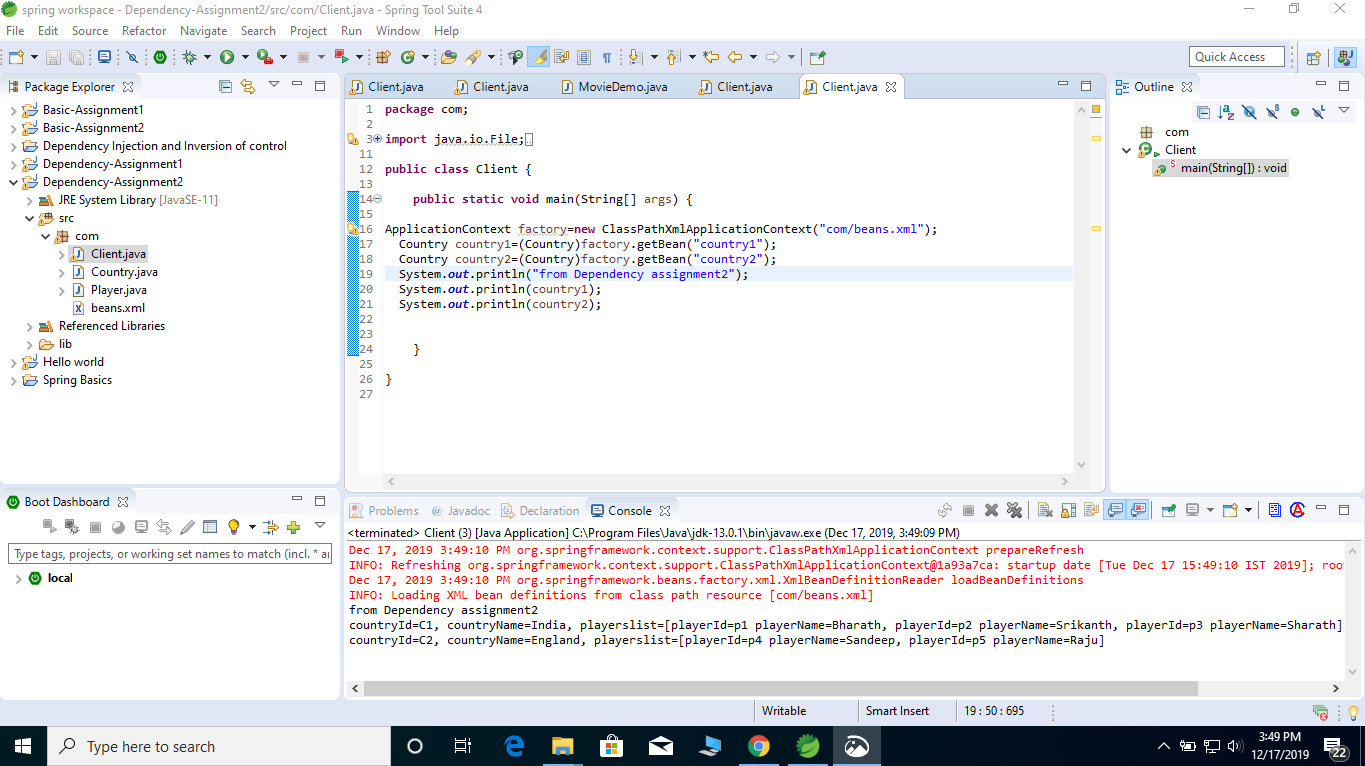 spring workspace - Dependency-Assignment2/src/com/Client.java - Spring Tool Suite 4
File Edit Source Refactor Navigate Search Project Run Window Help
Quick Access
Package Explorer
Basic-Assignment1
Basic-Assignment2
Dependency Injection and Inversion of control
Dependency-Assignment1
Dependency-Assignment2
JRE System Library [JavaSE-11]
src
com
Client.java
Country.java
Player.java
beans.xml
Referenced Libraries
lib
Hello world
Spring Basics
Client.java Client.java MovieDemo.java Client.java Client.java
1 package com;
2
3 import java.io.File;
11
12 public class Client {
13
14 public static void main(String[] args) {
15
16 ApplicationContext factory=new ClassPathXmlApplicationContext("com/beans.xml");
17 Country country1=(Country)factory.getBean("country1");
18 Country country2=(Country)factory.getBean("country2");
19 System.out.println("from Dependency assignment2");
20 System.out.println(country1);
21 System.out.println(country2);
22
23
24 }
25
26 }
27
Outline
com
Client
main(String[]) : void
Boot Dashboard
Type tags, projects, or working set names to match (incl. * ai
local
Problems @ Javadoc Declaration Console
<terminated> Client (3) [Java Application] C:\Program Files\Java\jdk-13.0.1\bin\javaw.exe (Dec 17, 2019, 3:49:09 PM)
Dec 17, 2019 3:49:10 PM org.springframework.context.support.ClassPathXmlApplicationContext prepareRefresh
INFO: Refreshing org.springframework.context.support.ClassPathXmlApplicationContext@1a93a7ca: startup date [Tue Dec 17 15:49:10 IST 2019]; roo
Dec 17, 2019 3:49:10 PM org.springframework.beans.factory.xml.XmlBeanDefinitionReader loadBeanDefinitions
INFO: Loading XML bean definitions from class path resource [com/beans.xml]
from Dependency assignment2
countryId=C1, countryName=India, playerslist=[playerId=p1 playerName=Bharath, playerId=p2 playerName=Srikanth, playerId=p3 playerName=Sharath]
countryId=C2, countryName=England, playerslist=[playerId=p4 playerName=Sandeep, playerId=p5 playerName=Raju]
Writable Smart Insert 19 : 50 : 695
Type here to search
3:49 PM
12/17/2019
22